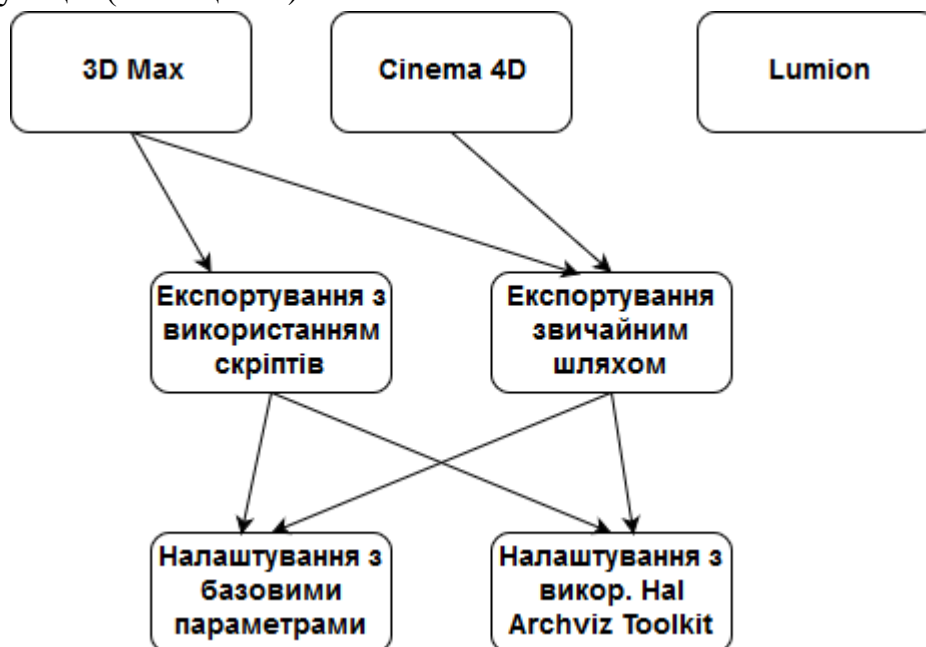 3D Max
Cinema 4D
Lumion
Експортування з
використанням
скріптів
Експортування
звичайним
шляхом
Налаштування з
базовими
параметрами
Налаштування з
викор. Hal
Archviz Toolkit